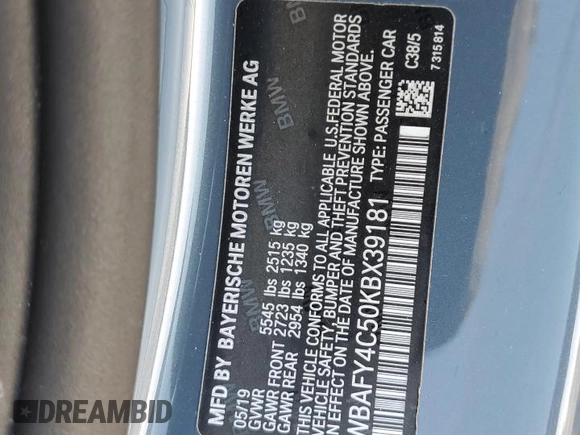 MFD BY BAYERISCHE MOTOREN WERKE AG
05/19
GVWR 5545 lbs 2515 kg
GAWR FRONT 2723 lbs 1235 kg
GAWR REAR 2954 lbs 1340 kg
THIS VEHICLE CONFORMS TO ALL APPLICABLE U.S.FEDERAL MOTOR
VEHICLE SAFETY, BUMPER AND THEFT PREVENTION STANDARDS
IN EFFECT ON THE DATE OF MANUFACTURE SHOWN ABOVE.
WBAFY4C50KBX39181 TYPE: PASSENGER CAR
C38/5
7315814
BMW
BMW
BMW
BMW
DREAMBID